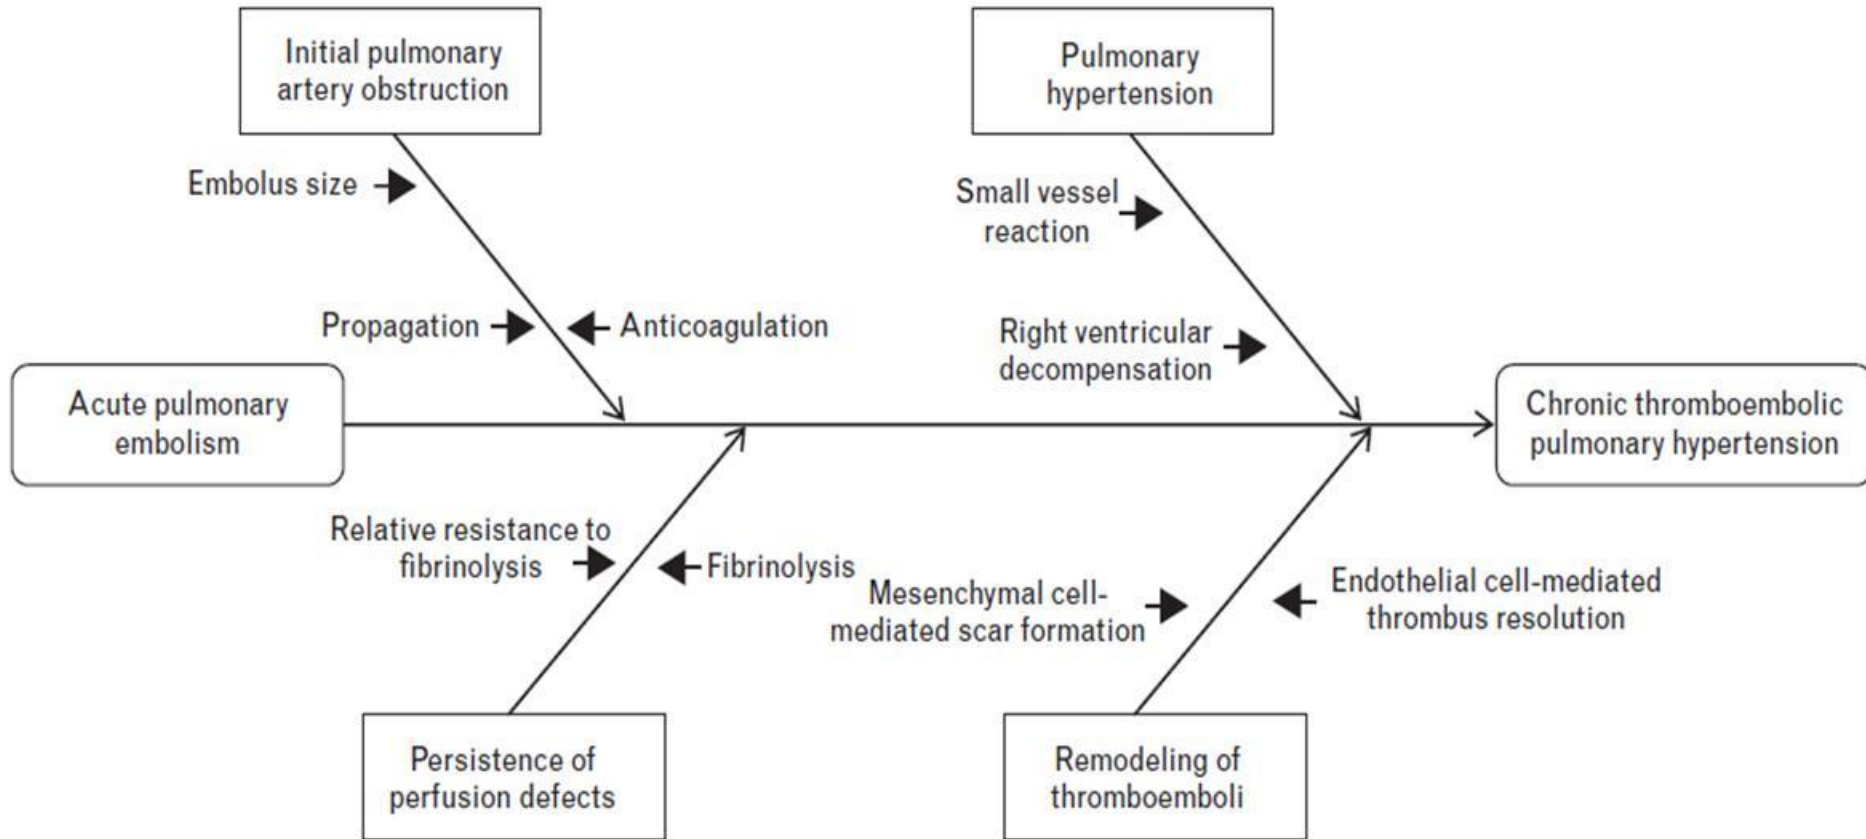 Initial pulmonary
artery obstruction
Pulmonary
hypertension
Embolus size
Small vessel
reaction
Propagation
Anticoagulation
Right ventricular
decompensation
Acute pulmonary
embolism
Chronic thromboembolic
pulmonary hypertension
Relative resistance to
fibrinolysis
Fibrinolysis
Mesenchymal cell-
mediated scar formation
Endothelial cell-mediated
thrombus resolution
Persistence of
perfusion defects
Remodeling of
thromboemboli